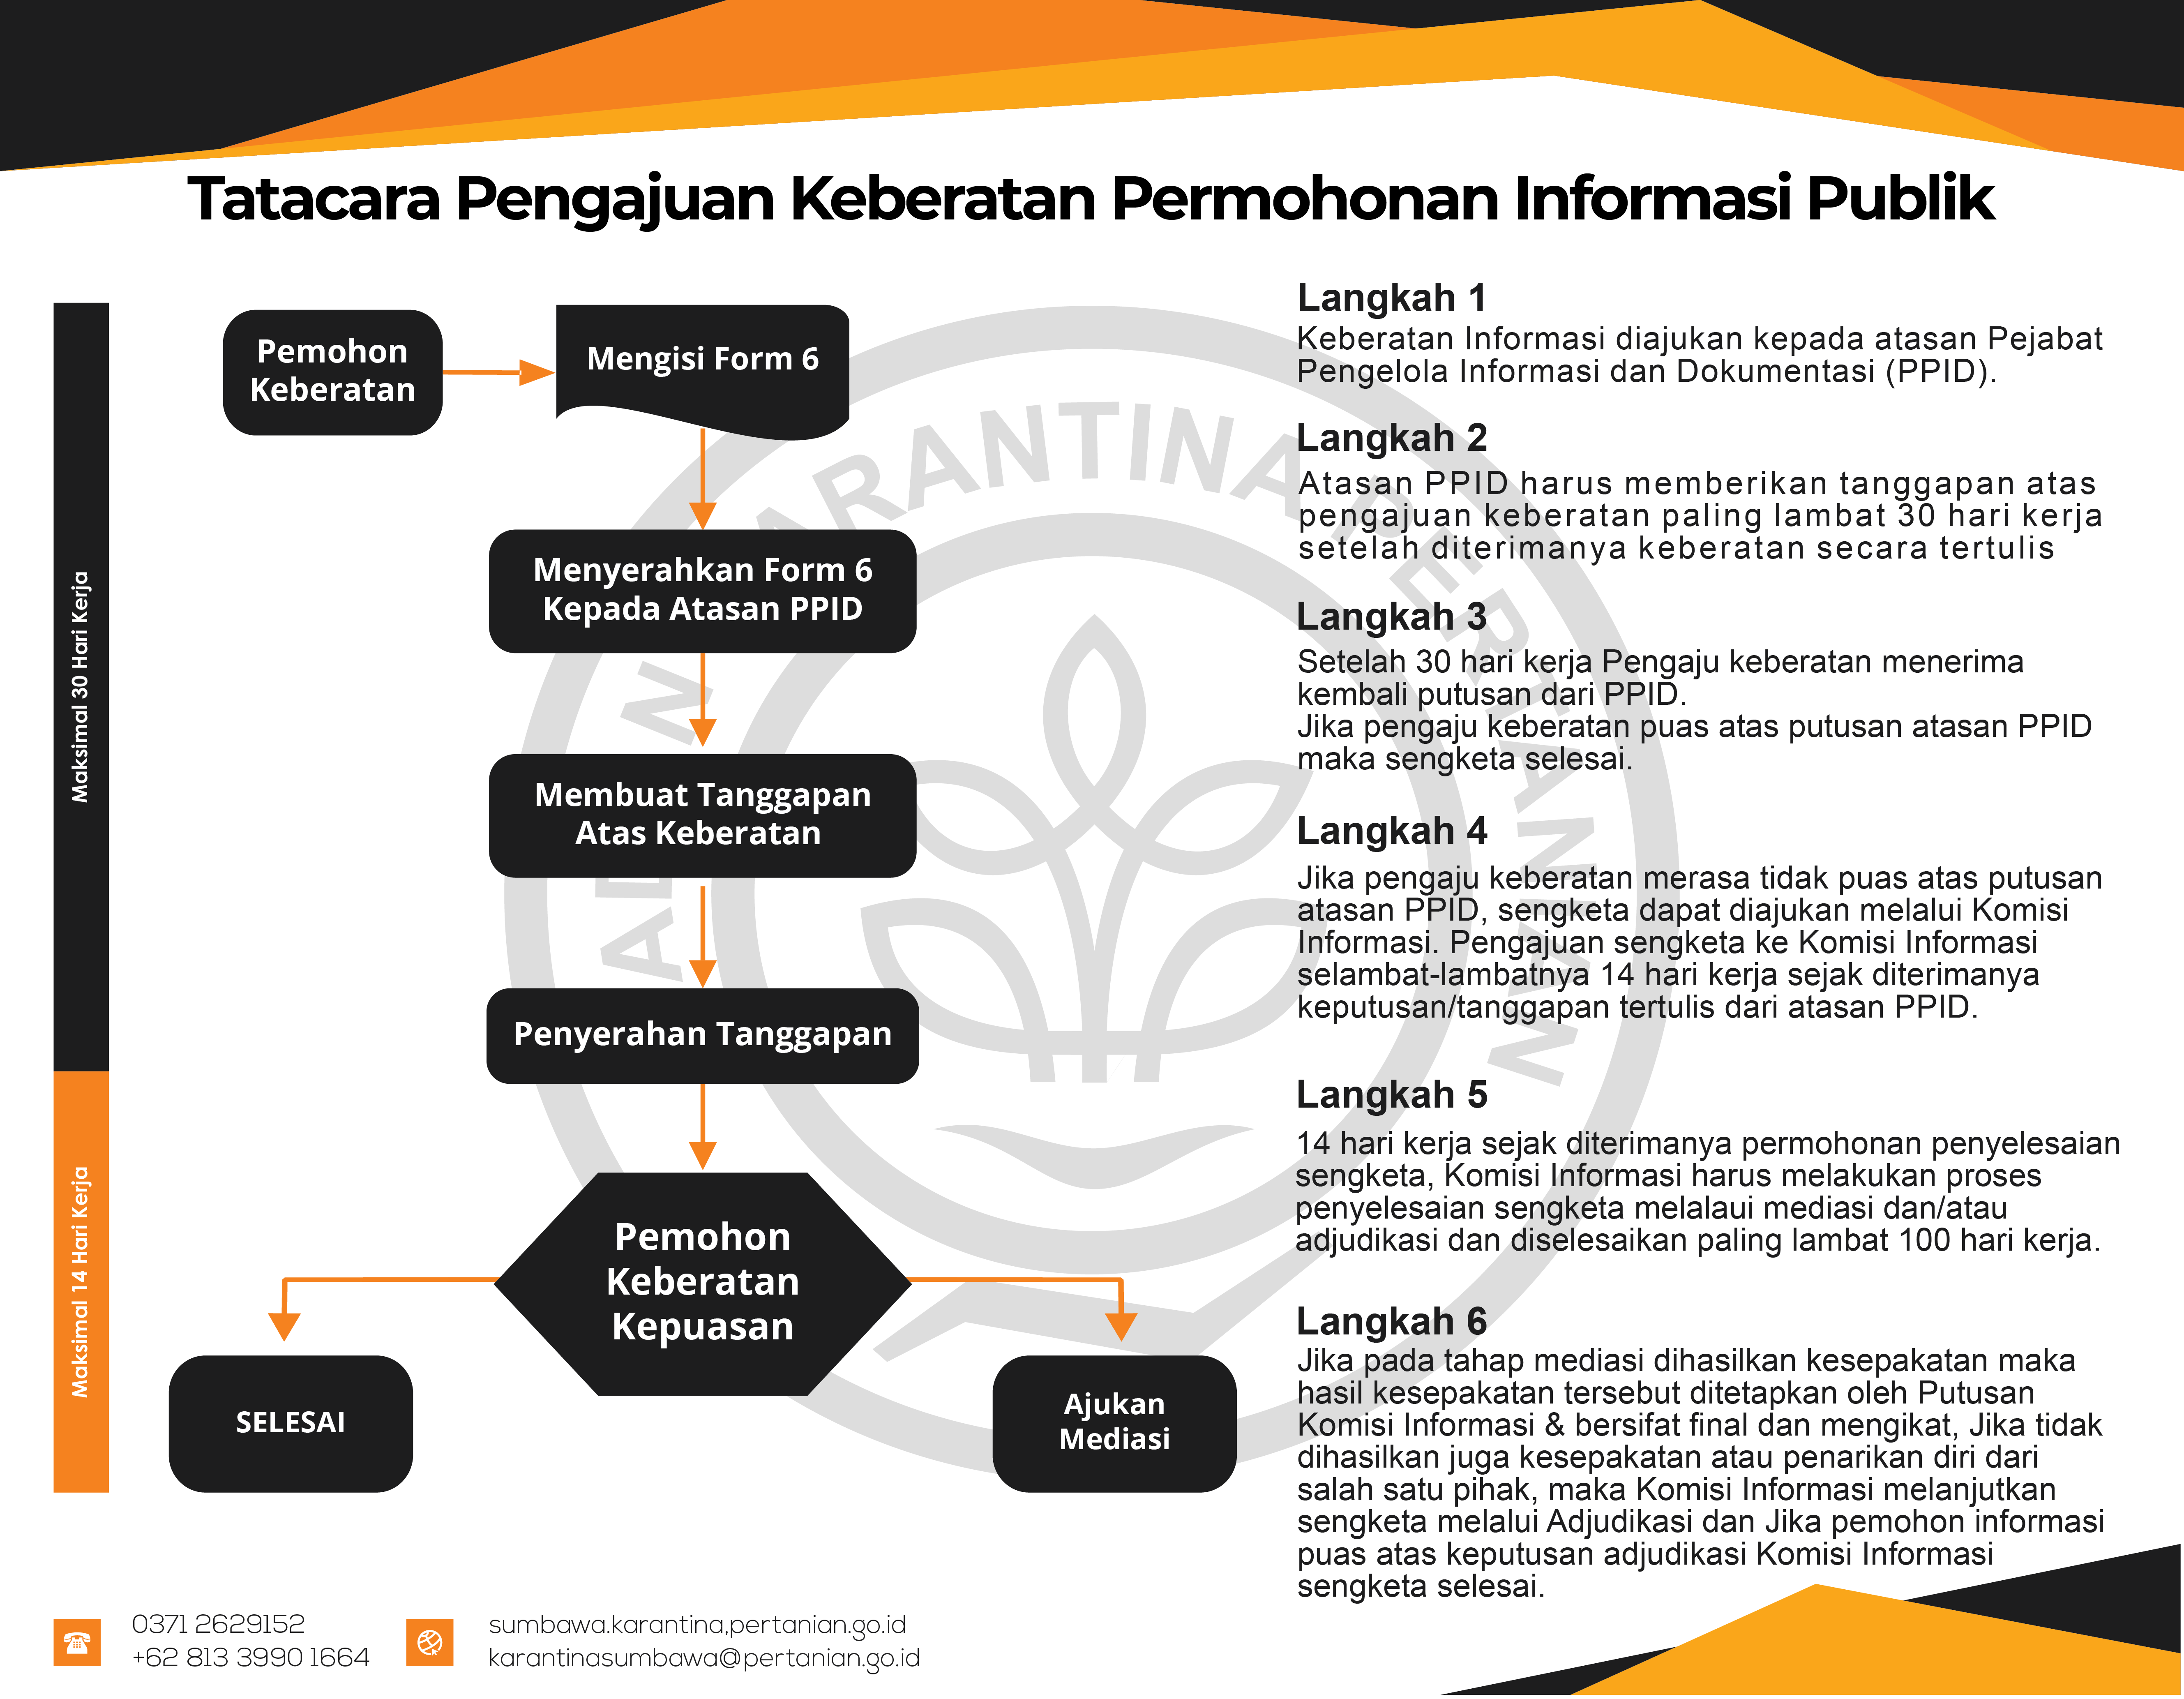 Tatacara Pengajuan Keberatan Permohonan Informasi Publik
Maksimal 30 Hari Kerja
Maksimal 14 Hari Kerja
Pemohon
Keberatan
Mengisi Form 6
Menyerahkan Form 6
Kepada Atasan PPID
Membuat Tanggapan
Atas Keberatan
Penyerahan Tanggapan
Pemohon
Keberatan
Kepuasan
SELESAI
Ajukan
Mediasi
Langkah 1
Keberatan Informasi diajukan kepada atasan Pejabat
Pengelola Informasi dan Dokumentasi (PPID).
Langkah 2
Atasan PPID harus memberikan tanggapan atas
pengajuan keberatan paling lambat 30 hari kerja
setelah diterimanya keberatan secara tertulis
Langkah 3
Setelah 30 hari kerja Pengaju keberatan menerima
kembali putusan dari PPID.
Jika pengaju keberatan puas atas putusan atasan PPID
maka sengketa selesai.
Langkah 4
Jika pengaju keberatan merasa tidak puas atas putusan
atasan PPID, sengketa dapat diajukan melalui Komisi
Informasi. Pengajuan sengketa ke Komisi Informasi
selambat-lambatnya 14 hari kerja sejak diterimanya
keputusan/tanggapan tertulis dari atasan PPID.
Langkah 5
14 hari kerja sejak diterimanya permohonan penyelesaian
sengketa, Komisi Informasi harus melakukan proses
penyelesaian sengketa melalaui mediasi dan/atau
adjudikasi dan diselesaikan paling lambat 100 hari kerja.
Langkah 6
Jika pada tahap mediasi dihasilkan kesepakatan maka
hasil kesepakatan tersebut ditetapkan oleh Putusan
Komisi Informasi & bersifat final dan mengikat, Jika tidak
dihasilkan juga kesepakatan atau penarikan diri dari
salah satu pihak, maka Komisi Informasi melanjutkan
sengketa melalui Adjudikasi dan Jika pemohon informasi
puas atas keputusan adjudikasi Komisi Informasi
sengketa selesai.
0371 2629152
+62 813 3990 1664
sumbawa.karantina,pertanian.go.id
karantinasumbawa@pertanian.go.id
PERTANIAN